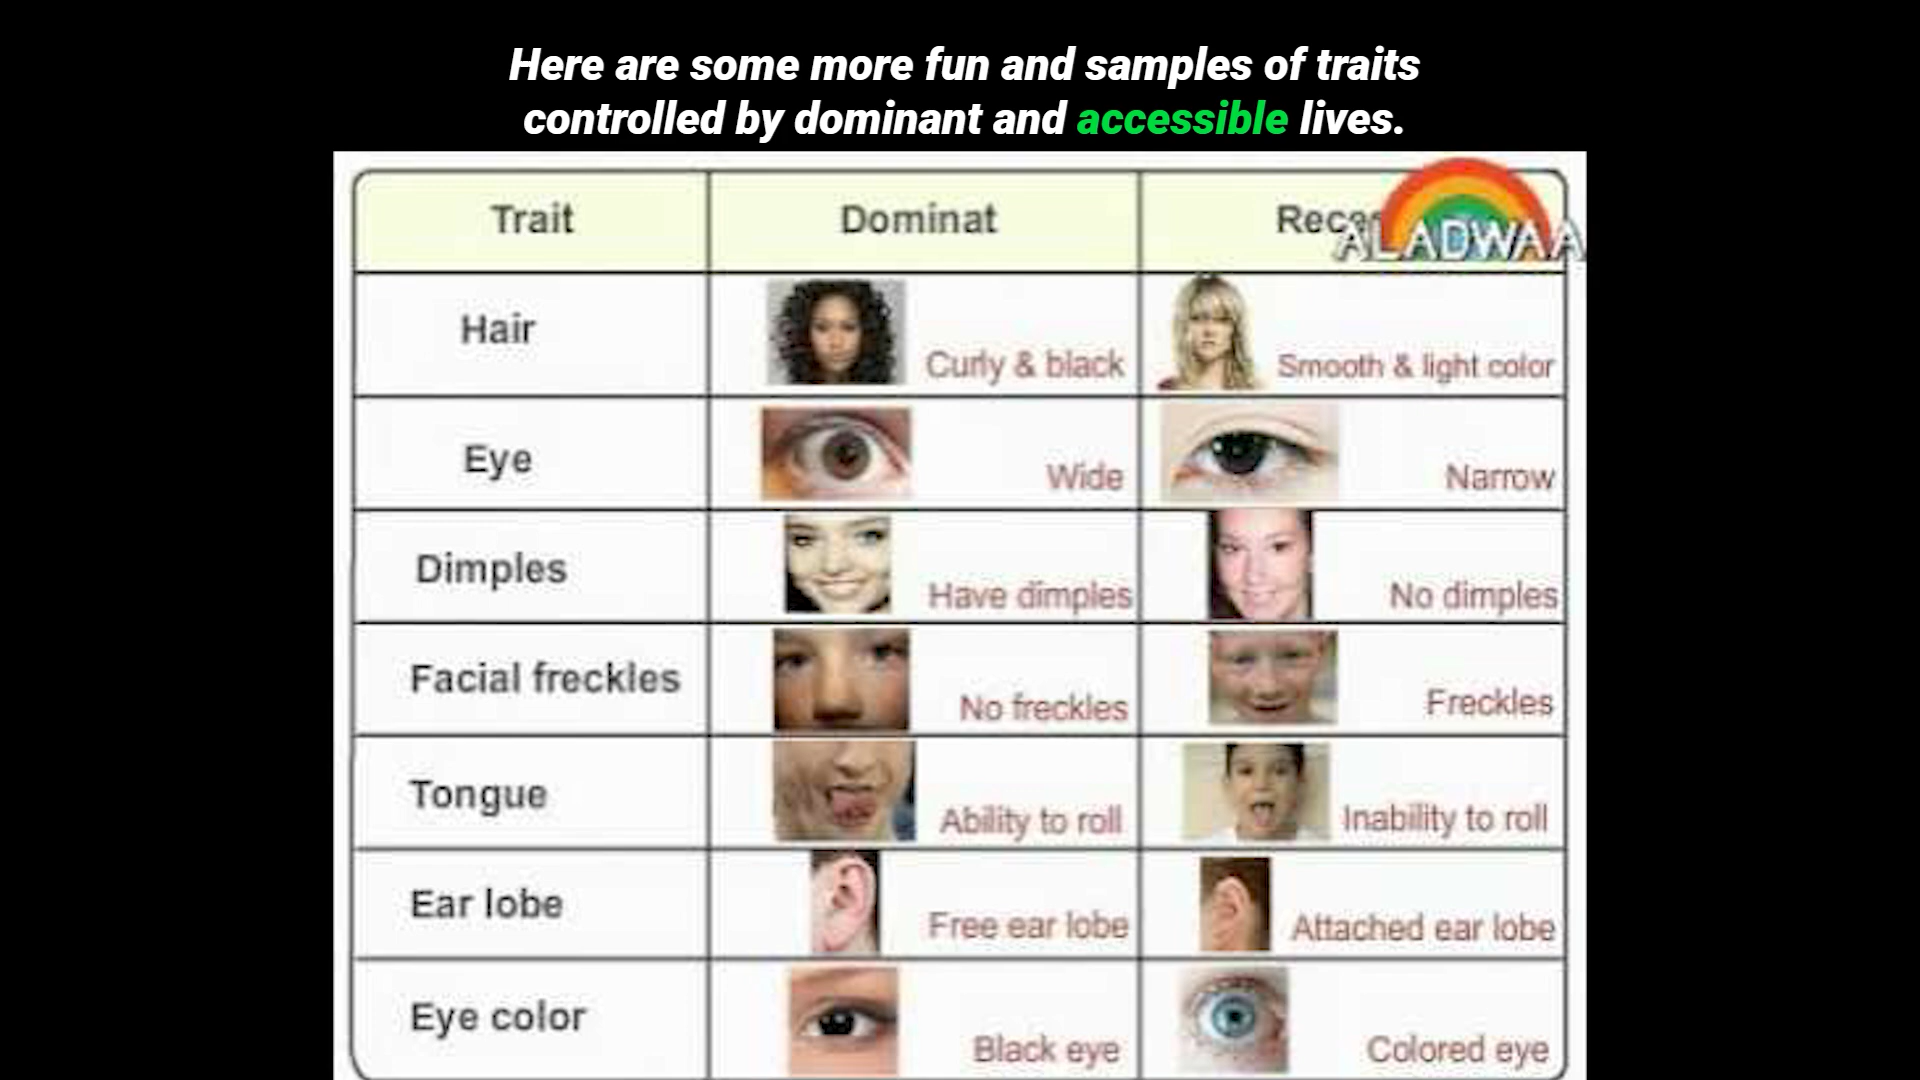 Here are some more fun and samples of traits
controlled by dominant and accessible lives.
Trait Dominat
ALADWAA
Hair Curly & black Smooth & light color
Eye Wide Narrow
Dimples Have dimples No dimples
Facial freckles No freckles Freckles
Tongue Ability to roll Inability to roll
Ear lobe Free ear lobe Attached ear lobe
Eye color Black eye Colored eye